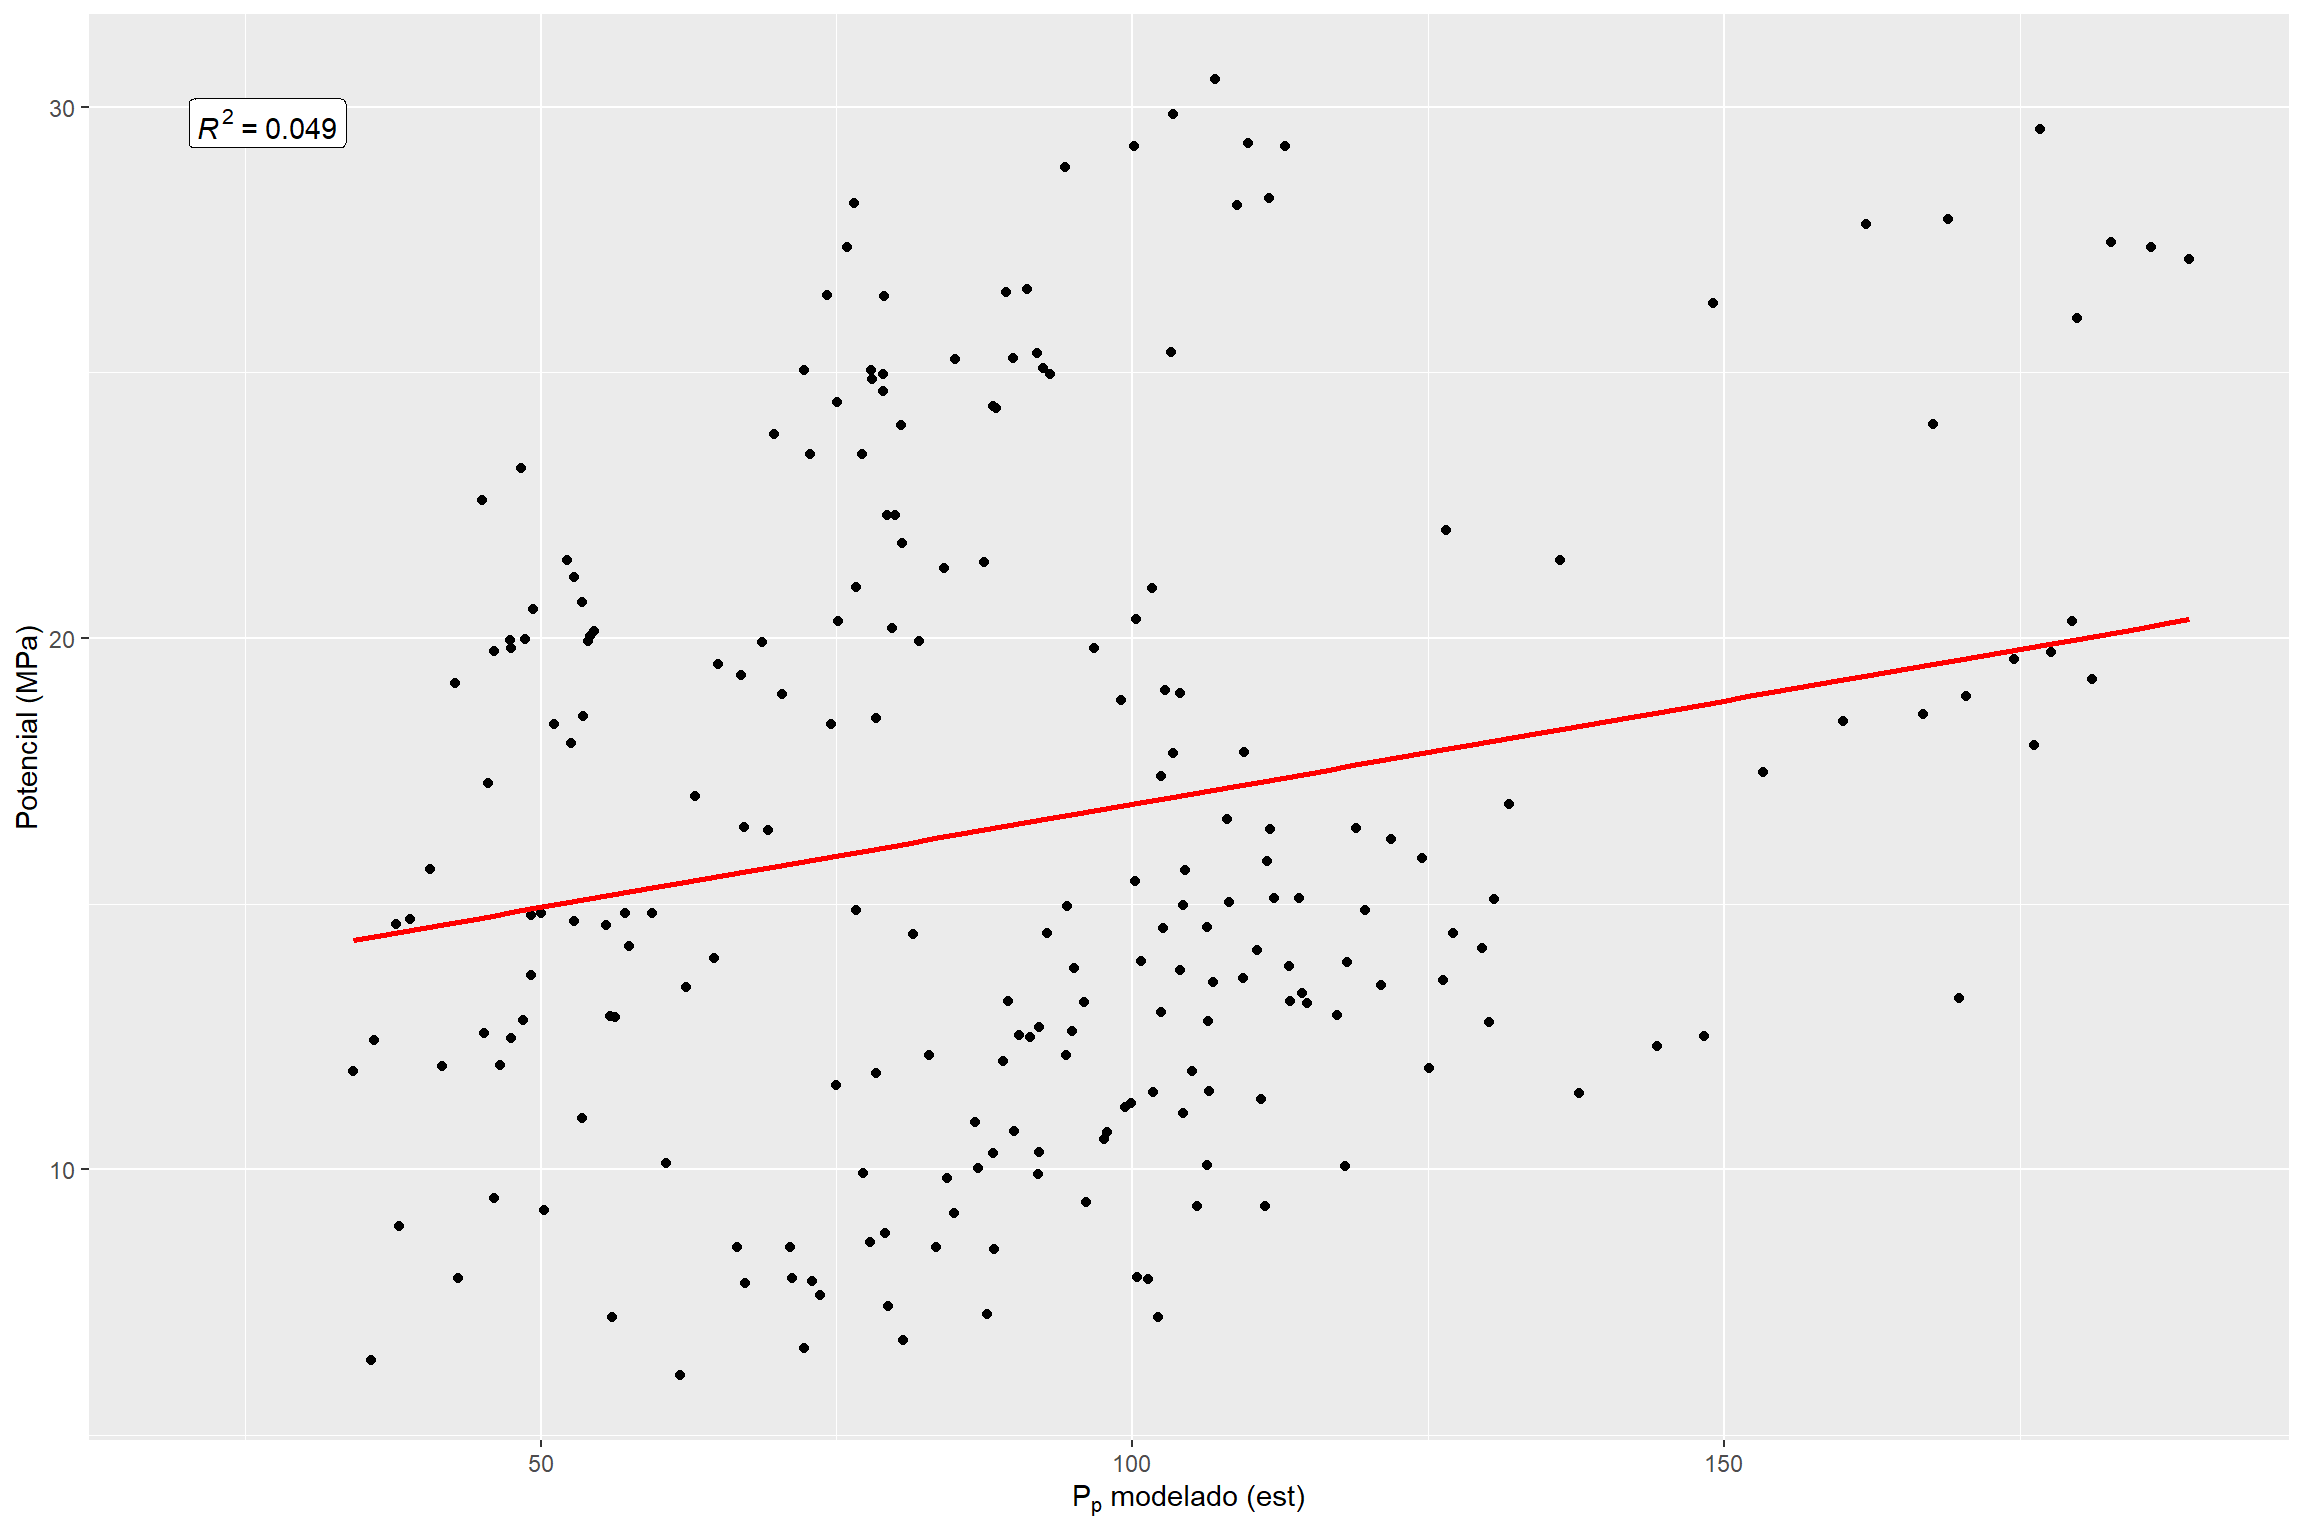 30
R² = 0.049
20
10
Potencial (MPa)
50 100 150
Pₚ modelado (est)